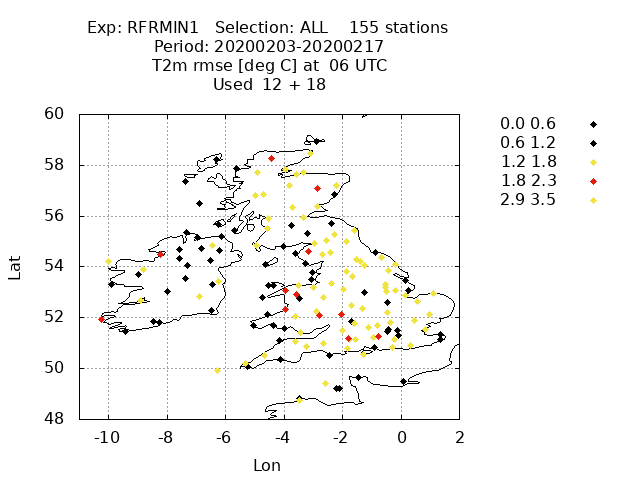 Exp: RFRMIN1 Selection: ALL 155 stations
Period: 20200203-20200217
T2m rmse [deg C] at 06 UTC
Used 12 + 18
60
58
56
54
52
50
48
Lat
-10 -8 -6 -4 -2 0 2
Lon
0.0 0.6
0.6 1.2
1.2 1.8
1.8 2.3
2.9 3.5